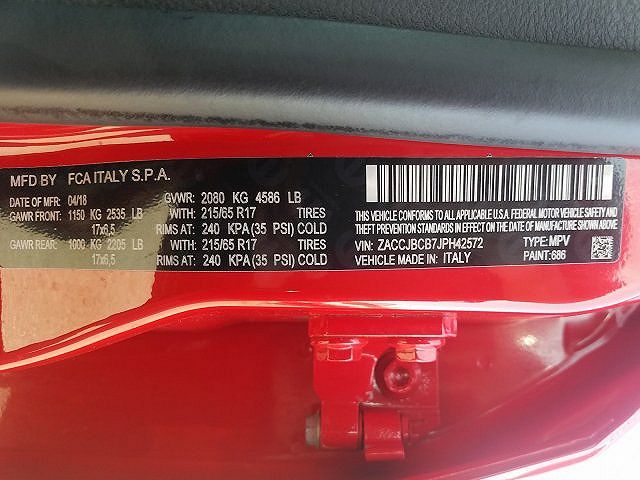 MFD BY FCA ITALY S.P.A.
DATE OF MFR: 04/18 GVWR: 2080 KG 4586 LB
GAWR FRONT: 1150 KG 2535 LB WITH: 215/65 R17 TIRES
17x6,5 RIMS AT: 240 KPA (35 PSI) COLD
GAWR REAR: 1000 KG 2205 LB WITH: 215/65 R17 TIRES
17x6,5 RIMS AT: 240 KPA (35 PSI) COLD
THIS VEHICLE CONFORMS TO ALL APPLICABLE U.S. FEDERAL MOTOR VEHICLE SAFETY AND
THEFT PREVENTION STANDARDS IN EFFECT ON THE DATE OF MANUFACTURE SHOWN ABOVE
VIN: ZACCJBCB7JPH42572 TYPE: MPV
VEHICLE MADE IN: ITALY PAINT: 686